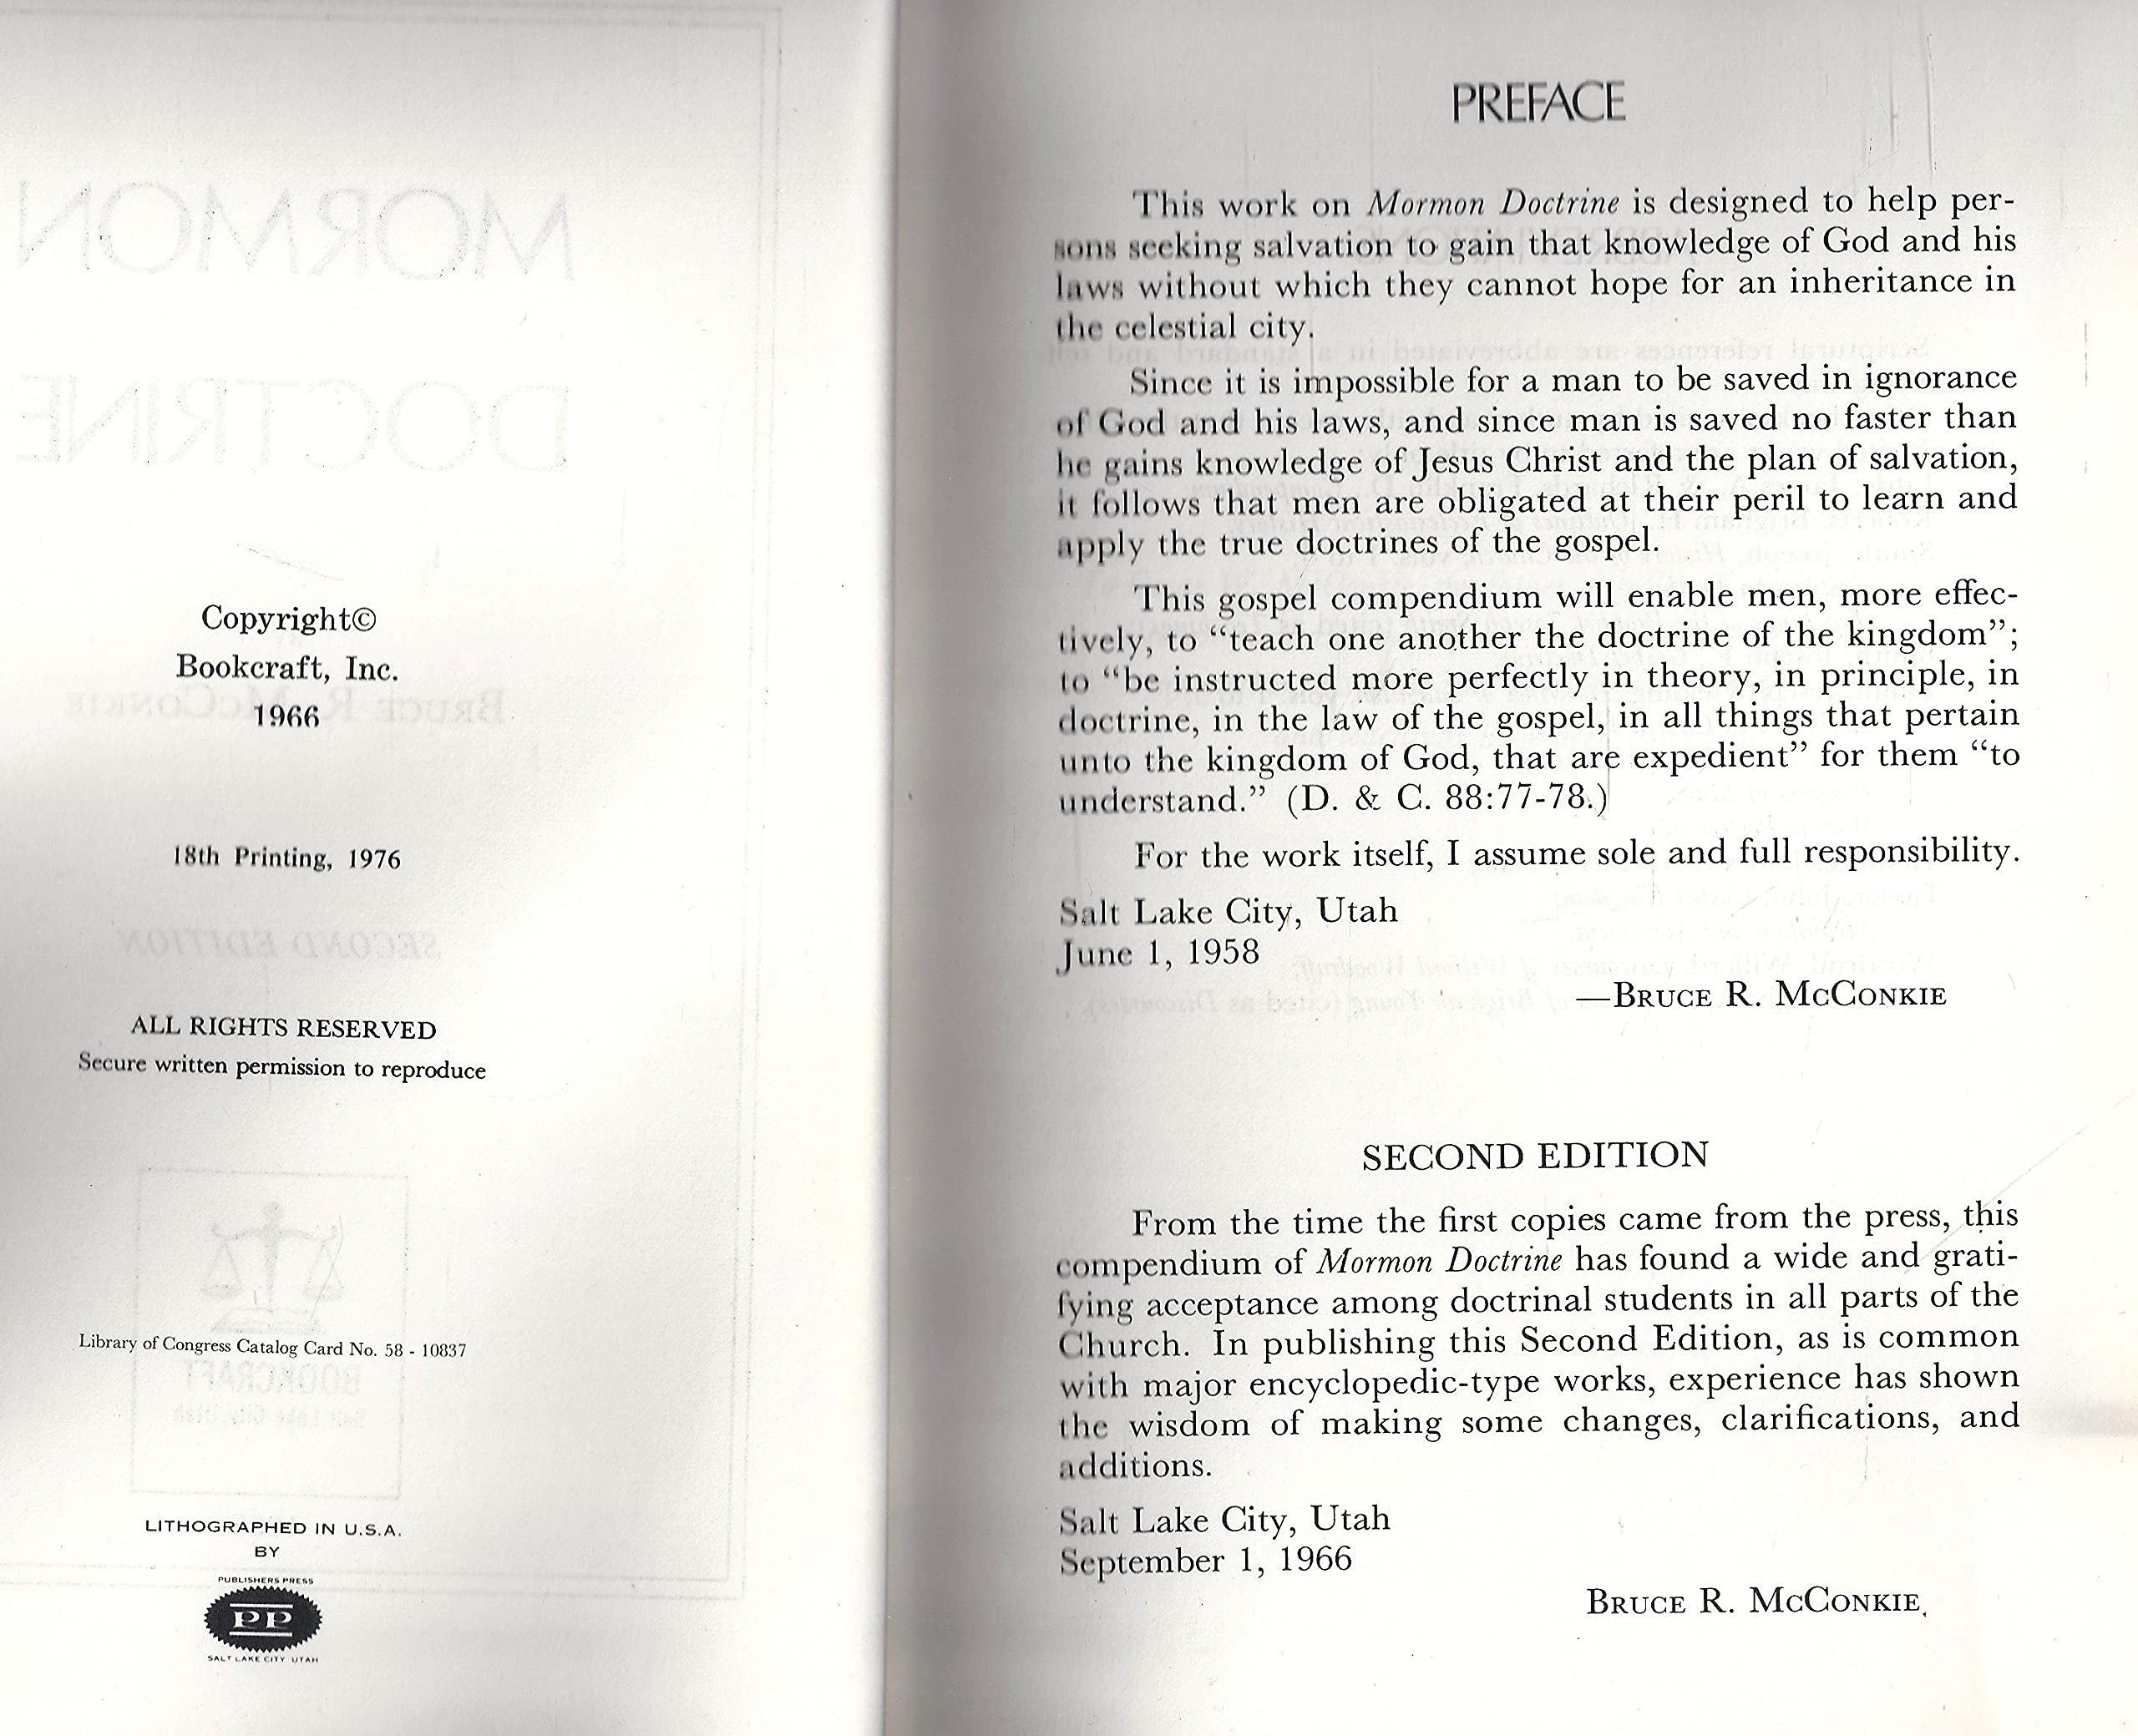 Copyright©
Bookcraft, Inc.
1966
18th Printing, 1976
ALL RIGHTS RESERVED
Secure written permission to reproduce
Library of Congress Catalog Card No. 58 - 10837
LITHOGRAPHED IN U.S.A.
BY
PUBLISHERS PRESS
PP
SALT LAKE CITY UTAH
MORMON
DOCTRINE
BRUCE R. MCCONKIE
SECOND EDITION
BOOKCRAFT
Salt Lake City, Utah
PREFACE
This work on Mormon Doctrine is designed to help per-
sons seeking salvation to gain that knowledge of God and his
laws without which they cannot hope for an inheritance in
the celestial city.
Since it is impossible for a man to be saved in ignorance
of God and his laws, and since man is saved no faster than
he gains knowledge of Jesus Christ and the plan of salvation,
it follows that men are obligated at their peril to learn and
apply the true doctrines of the gospel.
This gospel compendium will enable men, more effec-
tively, to “teach one another the doctrine of the kingdom”;
to “be instructed more perfectly in theory, in principle, in
doctrine, in the law of the gospel, in all things that pertain
unto the kingdom of God, that are expedient” for them “to
understand.” (D. & C. 88:77-78.)
For the work itself, I assume sole and full responsibility.
Salt Lake City, Utah
June 1, 1958
—BRUCE R. MCCONKIE
SECOND EDITION
From the time the first copies came from the press, this
compendium of Mormon Doctrine has found a wide and grati-
fying acceptance among doctrinal students in all parts of the
Church. In publishing this Second Edition, as is common
with major encyclopedic-type works, experience has shown
the wisdom of making some changes, clarifications, and
additions.
Salt Lake City, Utah
September 1, 1966
BRUCE R. MCCONKIE